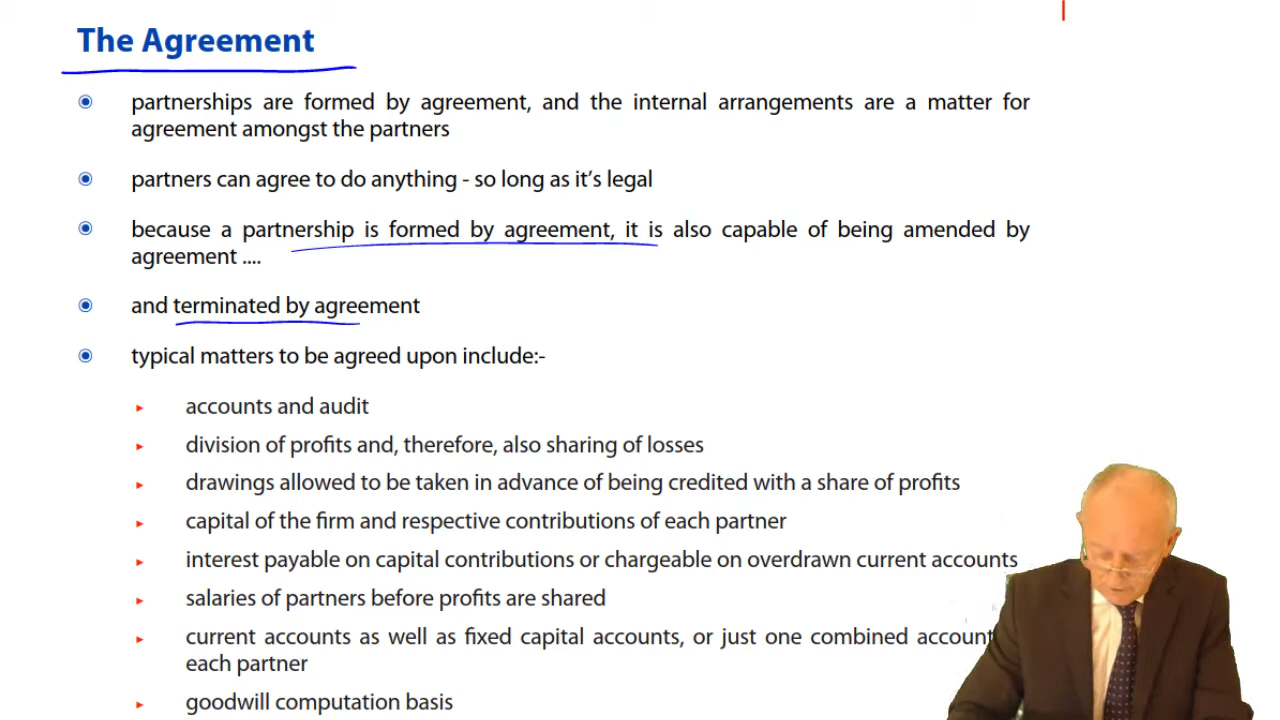 The Agreement
partnerships are formed by agreement, and the internal arrangements are a matter for
agreement amongst the partners
partners can agree to do anything - so long as it's legal
because a partnership is formed by agreement, it is also capable of being amended by
agreement ....
and terminated by agreement
typical matters to be agreed upon include:-
accounts and audit
division of profits and, therefore, also sharing of losses
drawings allowed to be taken in advance of being credited with a share of profits
capital of the firm and respective contributions of each partner
interest payable on capital contributions or chargeable on overdrawn current accounts
salaries of partners before profits are shared
current accounts as well as fixed capital accounts, or just one combined account
each partner
goodwill computation basis